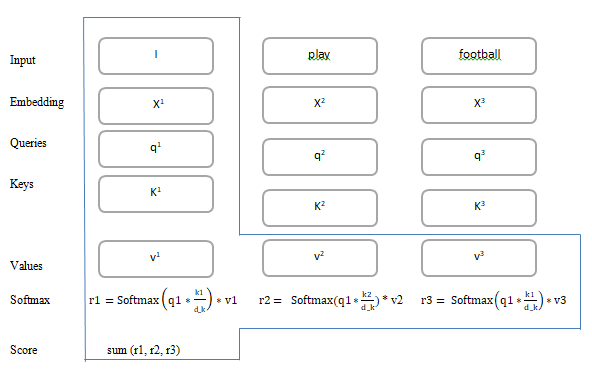 Input I play football
Embedding X¹ X² X³
Queries q¹ q² q³
Keys K¹ K² K³
Values v¹ v² v³
Softmax r1 = Softmax(q1 * k1/d_k) * v1 r2 = Softmax(q1 * k2/d_k) * v2 r3 = Softmax(q1 * k1/d_k) * v3
Score sum (r1, r2, r3)